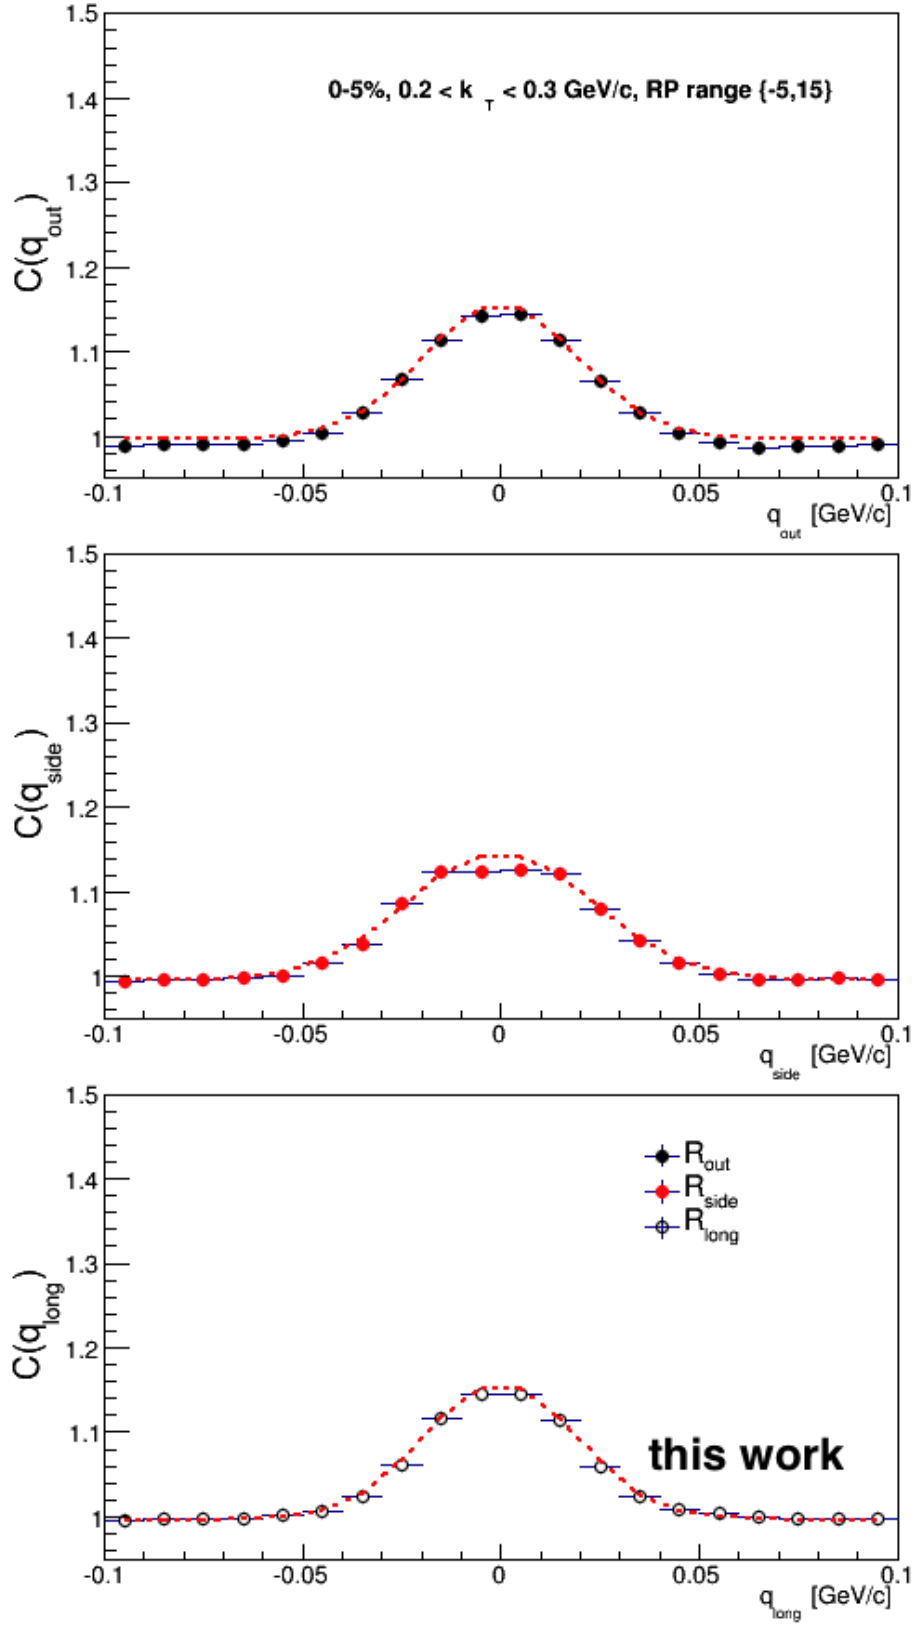 1.5
0-5%, 0.2 < k_T < 0.3 GeV/c, RP range {-5,15}
1.4
1.3
1.2
1.1
1
C(q_out)
-0.1 -0.05 0 0.05 0.1
q_out [GeV/c]
1.5
1.4
1.3
1.2
1.1
1
C(q_side)
-0.1 -0.05 0 0.05 0.1
q_side [GeV/c]
1.5
1.4
1.3
1.2
1.1
1
C(q_long)
R_out
R_side
R_long
this work
-0.1 -0.05 0 0.05 0.1
q_long [GeV/c]